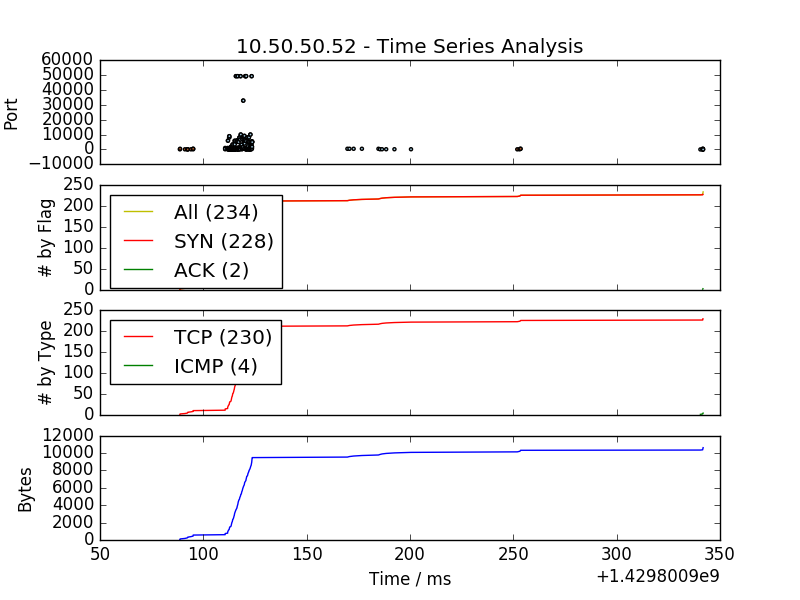 10.50.50.52 - Time Series Analysis
60000
50000
40000
30000
20000
10000
0
−10000
Port
250
200
150
100
50
0
# by Flag
All (234)
SYN (228)
ACK (2)
250
200
150
100
50
0
# by Type
TCP (230)
ICMP (4)
12000
10000
8000
6000
4000
2000
0
Bytes
50 100 150 200 250 300 350
Time / ms
+1.4298009e9